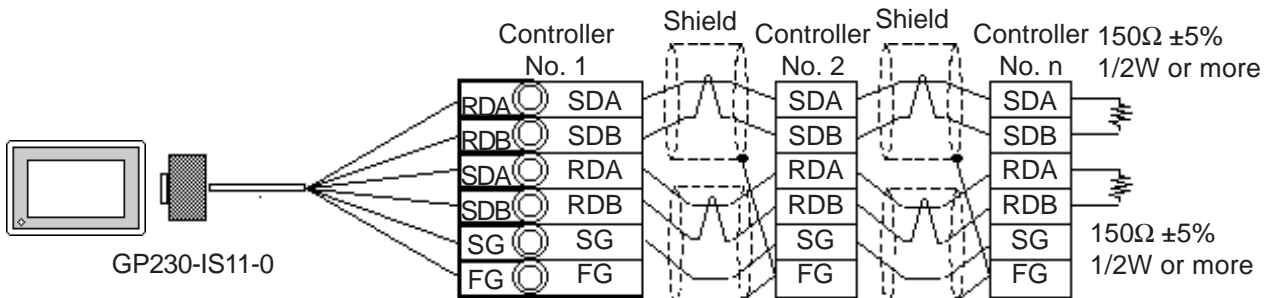 Controller No. 1
Shield
Controller No. 2
Shield
Controller No. n
150Ω ±5%
1/2W or more
RDA SDA SDA SDA
RDB SDB SDB SDB
SDA RDA RDA RDA
SDB RDB RDB RDB
SG SG SG SG
FG FG FG FG
150Ω ±5%
1/2W or more
GP230-IS11-0